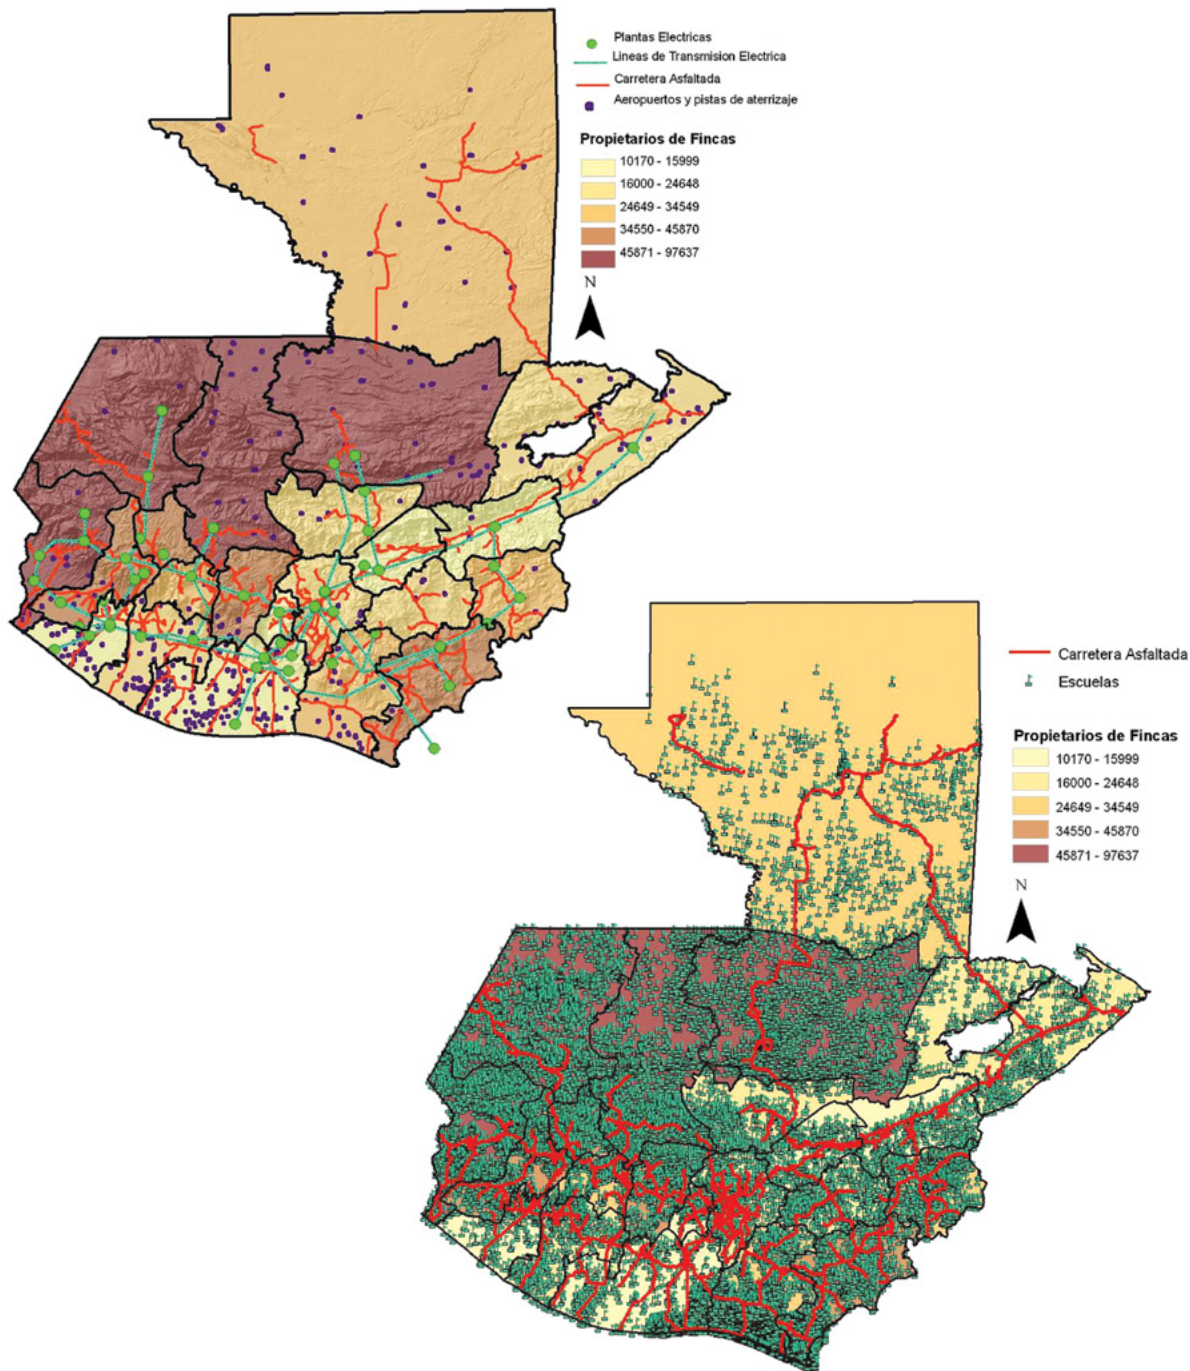 Plantas Electricas
Lineas de Transmision Electrica
Carretera Asfaltada
Aeropuertos y pistas de aterrizaje
Propietarios de Fincas
10170 - 15999
16000 - 24648
24649 - 34549
34550 - 45870
45871 - 97637
N
Carretera Asfaltada
Escuelas
Propietarios de Fincas
10170 - 15999
16000 - 24648
24649 - 34549
34550 - 45870
45871 - 97637
N